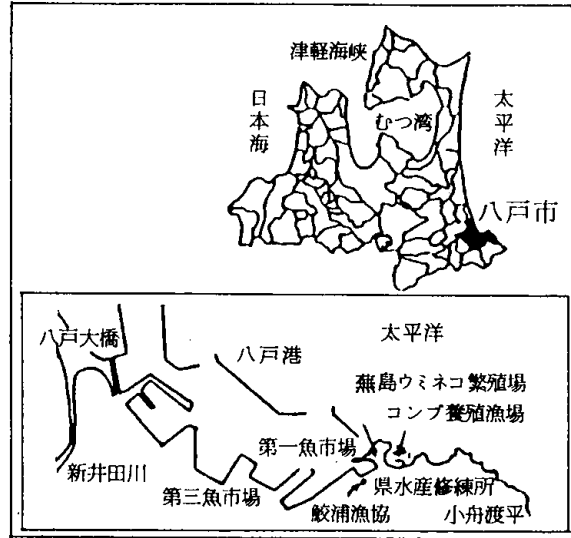 津軽海峡
日本海
むつ湾
太平洋
八戸市
八戸大橋
八戸港
太平洋
蕪島ウミネコ繁殖場
コンブ養殖漁場
第一魚市場
新井田川
第三魚市場
県水産修練所
鮫浦漁協
小舟渡平